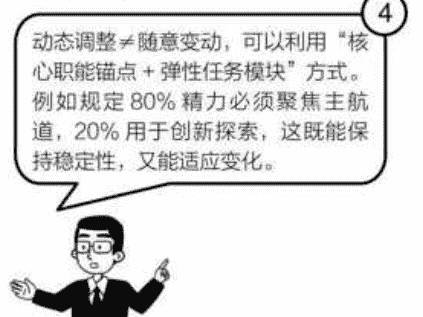 4
动态调整≠随意变动，可以利用“核
心职能锚点 + 弹性任务模块”方式。
例如规定 80% 精力必须聚焦主航
道，20% 用于创新探索，这既能保
持稳定性，又能适应变化。